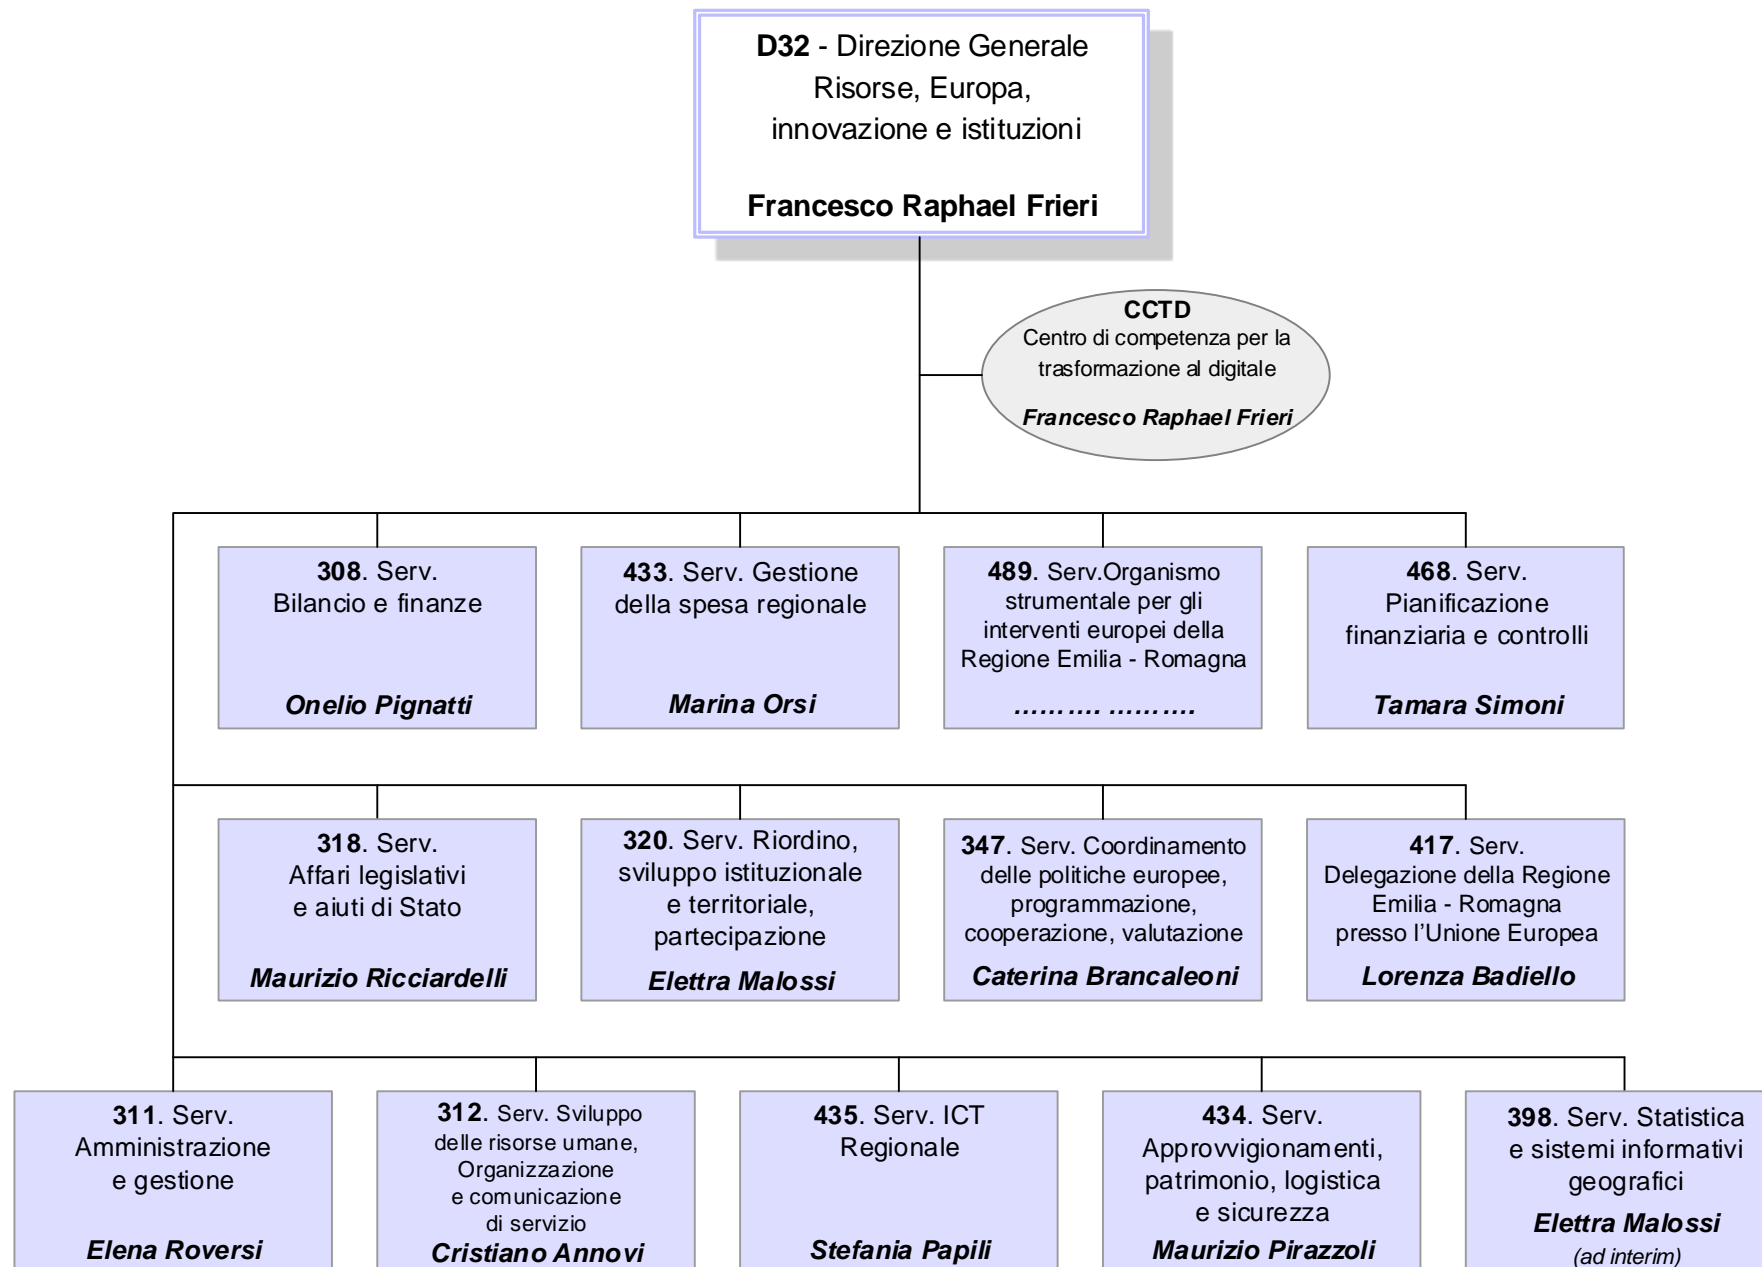 D32 - Direzione Generale
Risorse, Europa,
innovazione e istituzioni
Francesco Raphael Frieri
CCTD
Centro di competenza per la
trasformazione al digitale
Francesco Raphael Frieri
308. Serv.
Bilancio e finanze
Onelio Pignatti
433. Serv. Gestione
della spesa regionale
Marina Orsi
489. Serv.Organismo
strumentale per gli
interventi europei della
Regione Emilia - Romagna
………. ……….
468. Serv.
Pianificazione
finanziaria e controlli
Tamara Simoni
318. Serv.
Affari legislativi
e aiuti di Stato
Maurizio Ricciardelli
320. Serv. Riordino,
sviluppo istituzionale
e territoriale,
partecipazione
Elettra Malossi
347. Serv. Coordinamento
delle politiche europee,
programmazione,
cooperazione, valutazione
Caterina Brancaleoni
417. Serv.
Delegazione della Regione
Emilia - Romagna
presso l’Unione Europea
Lorenza Badiello
311. Serv.
Amministrazione
e gestione
Elena Roversi
312. Serv. Sviluppo
delle risorse umane,
Organizzazione
e comunicazione
di servizio
Cristiano Annovi
435. Serv. ICT
Regionale
Stefania Papili
434. Serv.
Approvvigionamenti,
patrimonio, logistica
e sicurezza
Maurizio Pirazzoli
398. Serv. Statistica
e sistemi informativi
geografici
Elettra Malossi
(ad interim)